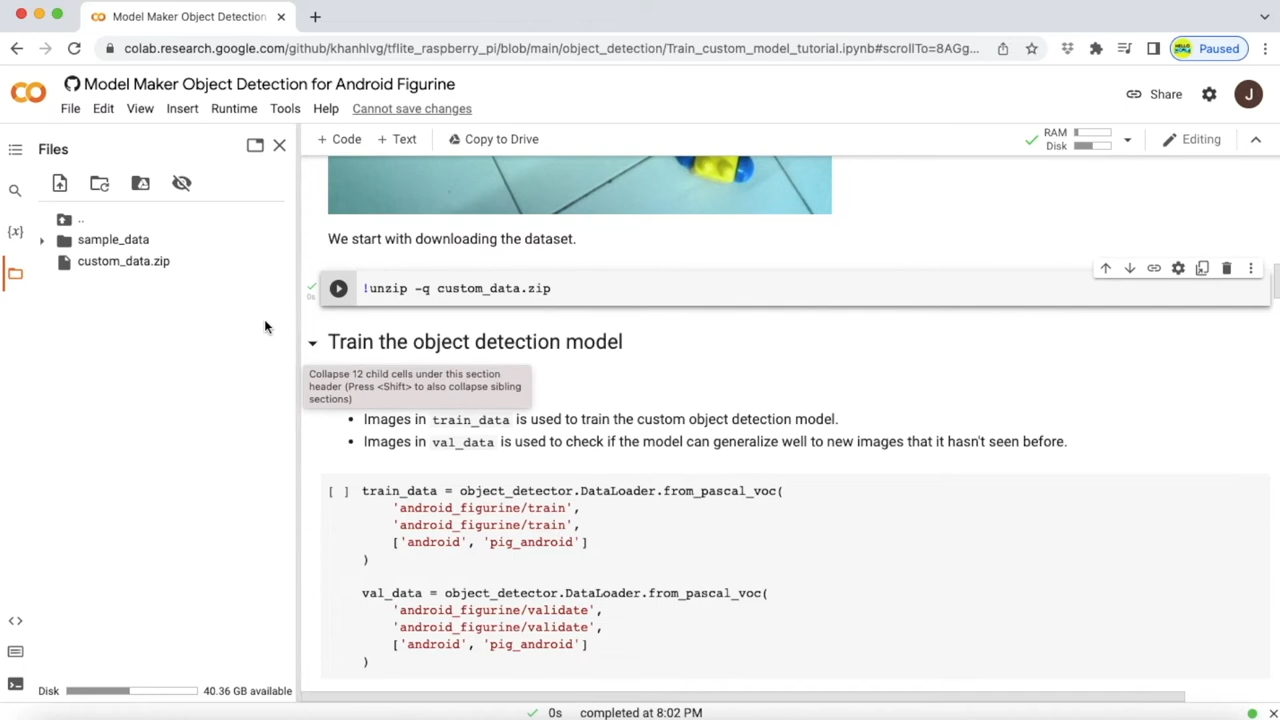 Model Maker Object Detection
colab.research.google.com/github/khanhlvg/tflite_raspberry_pi/blob/main/object_detection/Train_custom_model_tutorial.ipynb#scrollTo=8AGg...
Paused
Model Maker Object Detection for Android Figurine
File Edit View Insert Runtime Tools Help Cannot save changes
Share
J
Files
+ Code + Text Copy to Drive
RAM
Disk
Editing
..
sample_data
custom_data.zip
We start with downloading the dataset.
0s
!unzip -q custom_data.zip
Train the object detection model
Collapse 12 child cells under this section
header (Press <Shift> to also collapse sibling
sections)
• Images in train_data is used to train the custom object detection model.
• Images in val_data is used to check if the model can generalize well to new images that it hasn't seen before.
[ ] train_data = object_detector.DataLoader.from_pascal_voc(
'android_figurine/train',
'android_figurine/train',
['android', 'pig_android']
)
val_data = object_detector.DataLoader.from_pascal_voc(
'android_figurine/validate',
'android_figurine/validate',
['android', 'pig_android']
)
Disk 40.36 GB available
0s completed at 8:02 PM